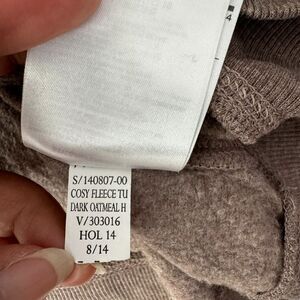 S/140807-00
COSY FLEECE TU
DARK OATMEAL H
V/303016
HOL 14
8/14